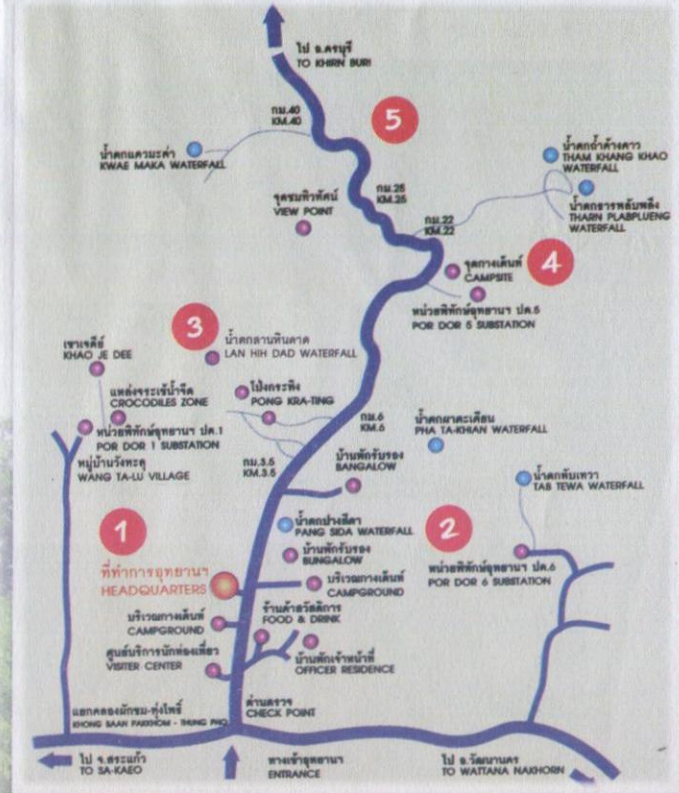 ไป อ.ครบุรี
TO KHIRN BURI
กม.40
KM.40
5
น้ำตกแควมะค่า
KWAE MAKA WATERFALL
น้ำตกถ้ำค้างคาว
THAM KHANG KHAO
WATERFALL
กม.25
KM.25
จุดชมทิวทัศน์
VIEW POINT
น้ำตกธารพลับพลึง
THARN PLABPLUENG
WATERFALL
กม.22
KM.22
จุดกางเต็นท์
CAMPSITE
4
หน่วยพิทักษ์อุทยานฯ ปด.5
POR DOR 5 SUBSTATION
3
น้ำตกลานหินดาด
LAN HIH DAD WATERFALL
เขาเจดีย์
KHAO JE DEE
แหล่งจระเข้น้ำจืด
CROCODILES ZONE
โป่งกระทิง
PONG KRA-TING
หน่วยพิทักษ์อุทยานฯ ปด.1
POR DOR 1 SUBSTATION
กม.6
KM.6
น้ำตกผาตะเคียน
PHA TA-KHIAN WATERFALL
หมู่บ้านวังทะลุ
WANG TA-LU VILLAGE
กม.3.5
KM.3.5
บ้านพักรับรอง
BANGALOW
น้ำตกทับเทวา
TAB TEWA WATERFALL
1
น้ำตกปางสีดา
PANG SIDA WATERFALL
2
บ้านพักรับรอง
BUNGALOW
หน่วยพิทักษ์อุทยานฯ ปด.6
POR DOR 6 SUBSTATION
ที่ทำการอุทยานฯ
HEADQUARTERS
บริเวณกางเต็นท์
CAMPGROUND
บริเวณกางเต็นท์
CAMPGROUND
ร้านค้าสวัสดิการ
FOOD & DRINK
ศูนย์บริการนักท่องเที่ยว
VISITER CENTER
บ้านพักเจ้าหน้าที่
OFFICER RESIDENCE
แยกคลองผักขม-ทุ่งโพธิ์
KHONG BAAN PAKKHOM - THUNG PHO
ด่านตรวจ
CHECK POINT
ไป จ.สระแก้ว
TO SA-KAEO
ทางเข้าอุทยานฯ
ENTRANCE
ไป อ.วัฒนานคร
TO WATTANA NAKHORN